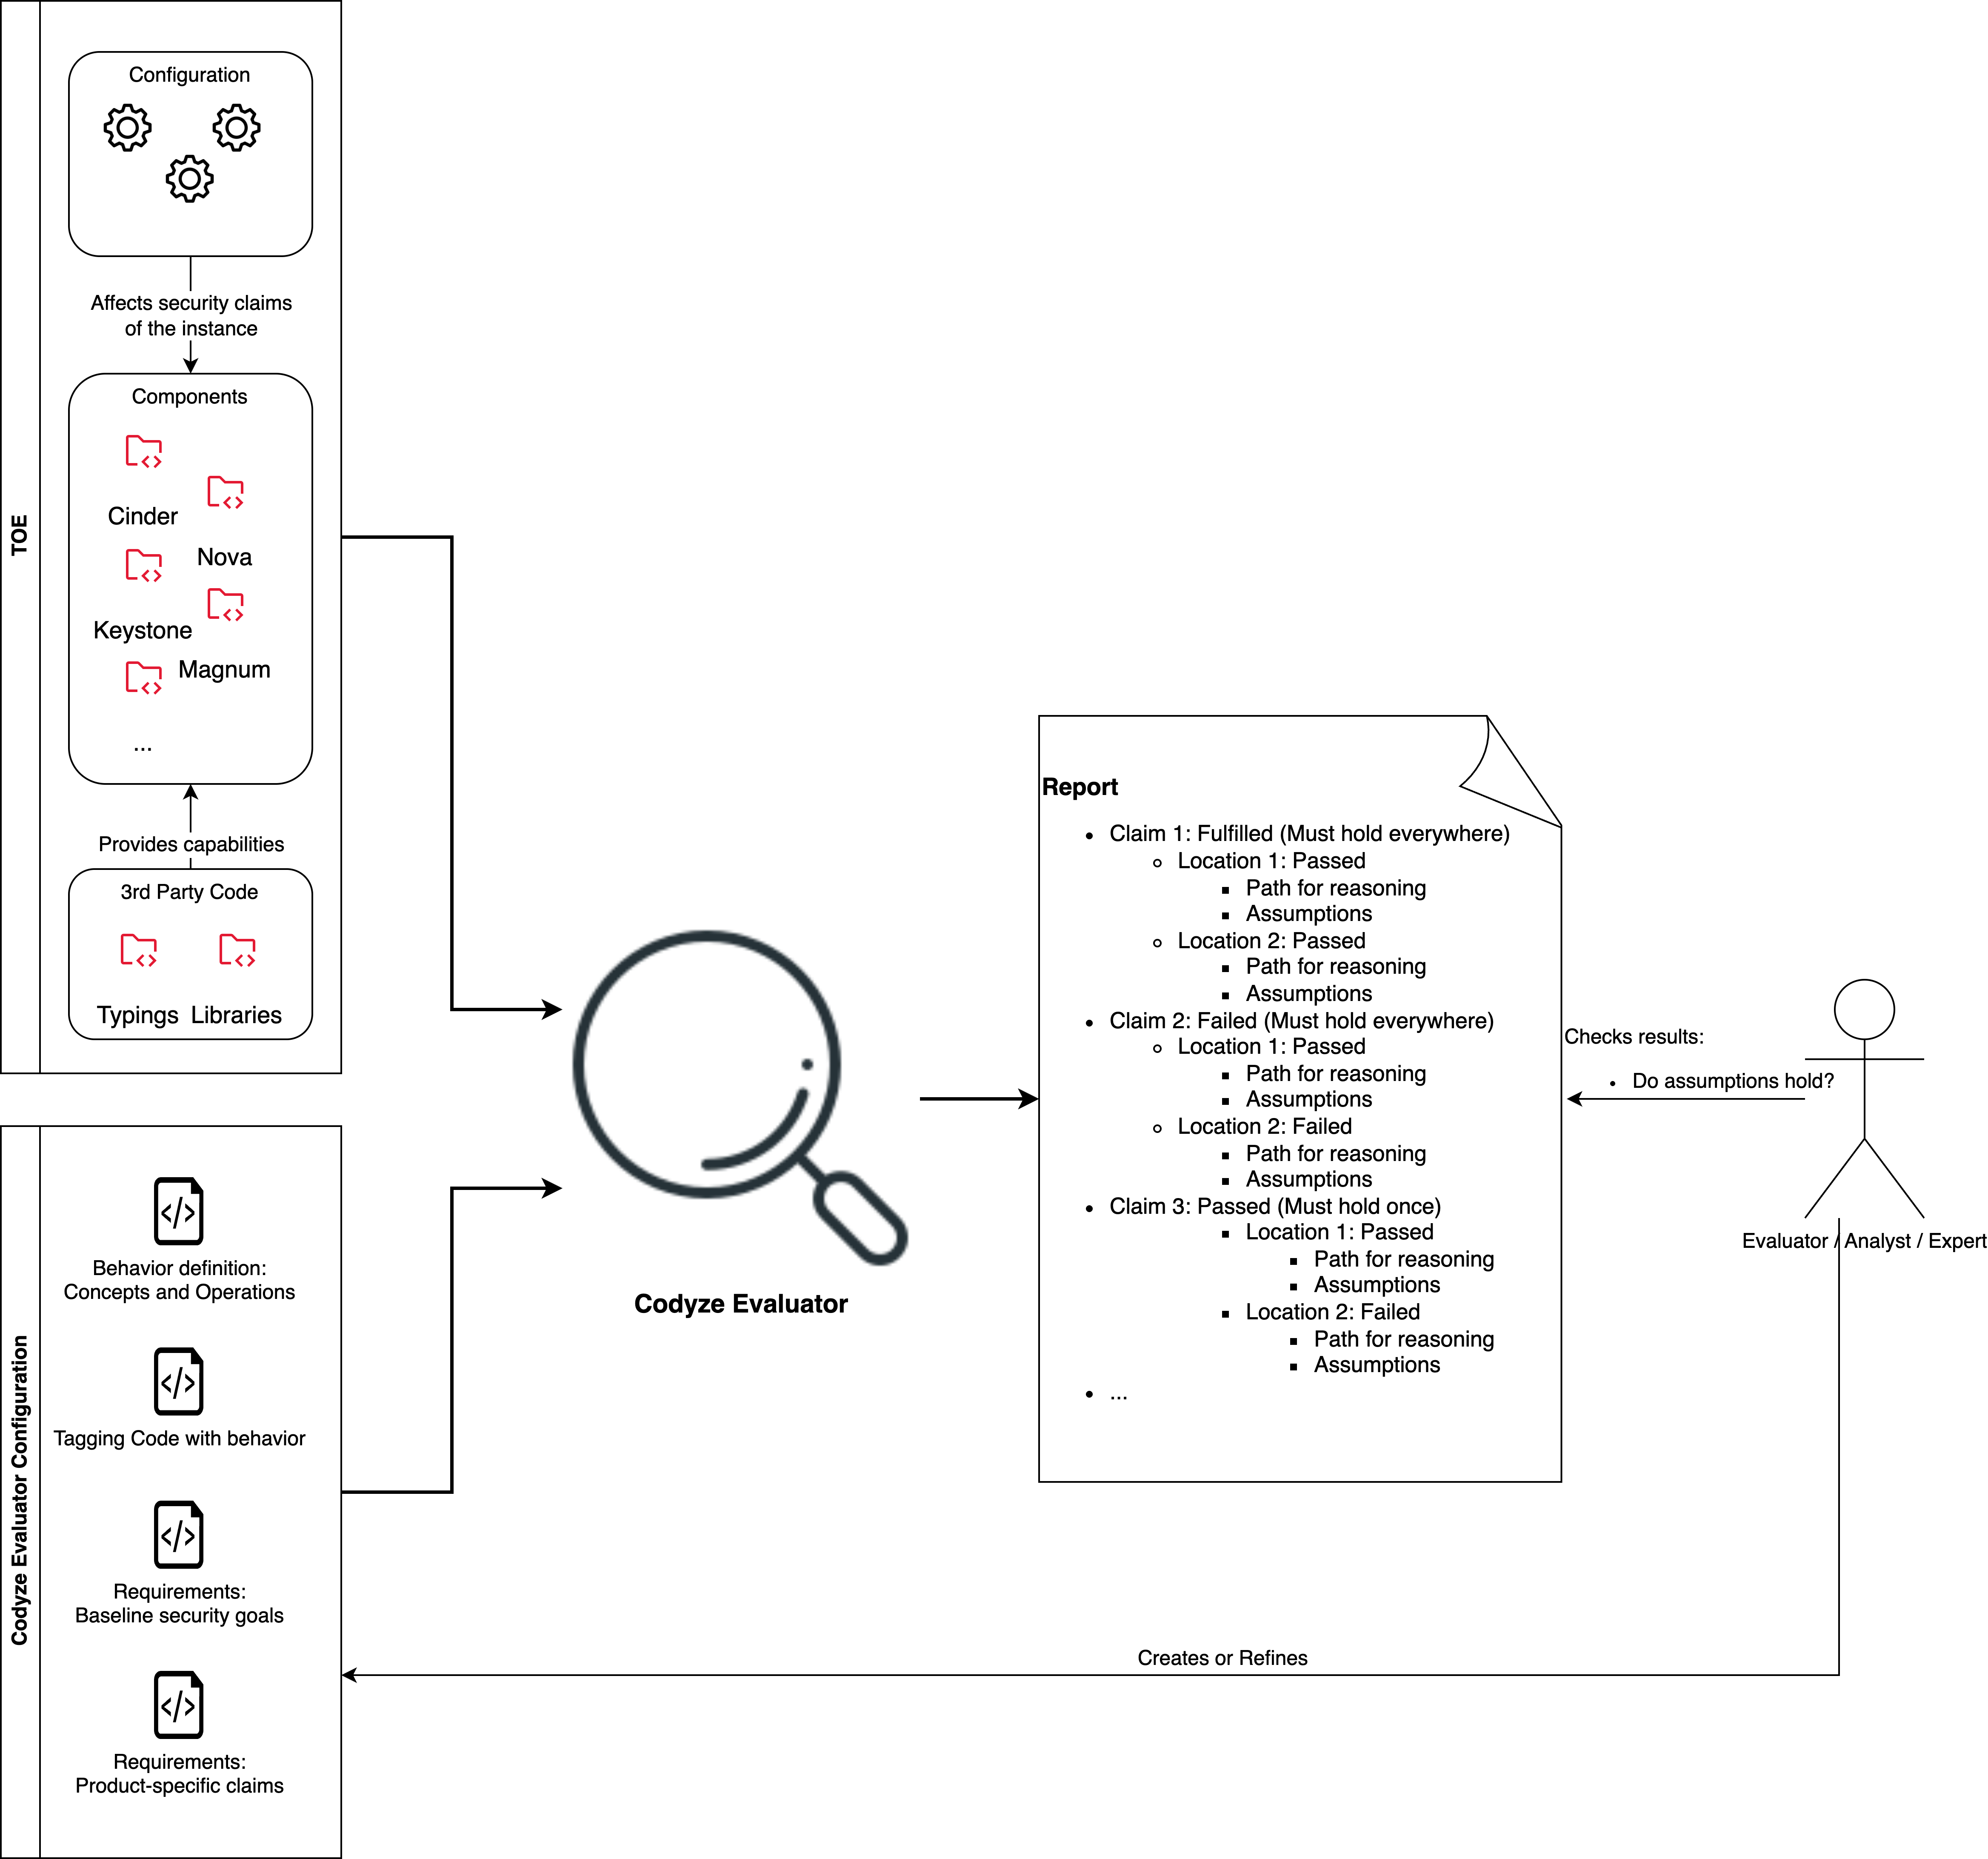 TOE
Configuration
Affects security claims
of the instance
Components
Cinder
Nova
Keystone
Magnum
...
Provides capabilities
3rd Party Code
Typings
Libraries
Codyze Evaluator Configuration
Behavior definition:
Concepts and Operations
Tagging Code with behavior
Requirements:
Baseline security goals
Requirements:
Product-specific claims
Codyze Evaluator
Report
• Claim 1: Fulfilled (Must hold everywhere)
◦ Location 1: Passed
▪ Path for reasoning
▪ Assumptions
◦ Location 2: Passed
▪ Path for reasoning
▪ Assumptions
• Claim 2: Failed (Must hold everywhere)
◦ Location 1: Passed
▪ Path for reasoning
▪ Assumptions
◦ Location 2: Failed
▪ Path for reasoning
▪ Assumptions
• Claim 3: Passed (Must hold once)
▪ Location 1: Passed
▪ Path for reasoning
▪ Assumptions
▪ Location 2: Failed
▪ Path for reasoning
▪ Assumptions
• ...
Checks results:
• Do assumptions hold?
Evaluator / Analyst / Expert
Creates or Refines